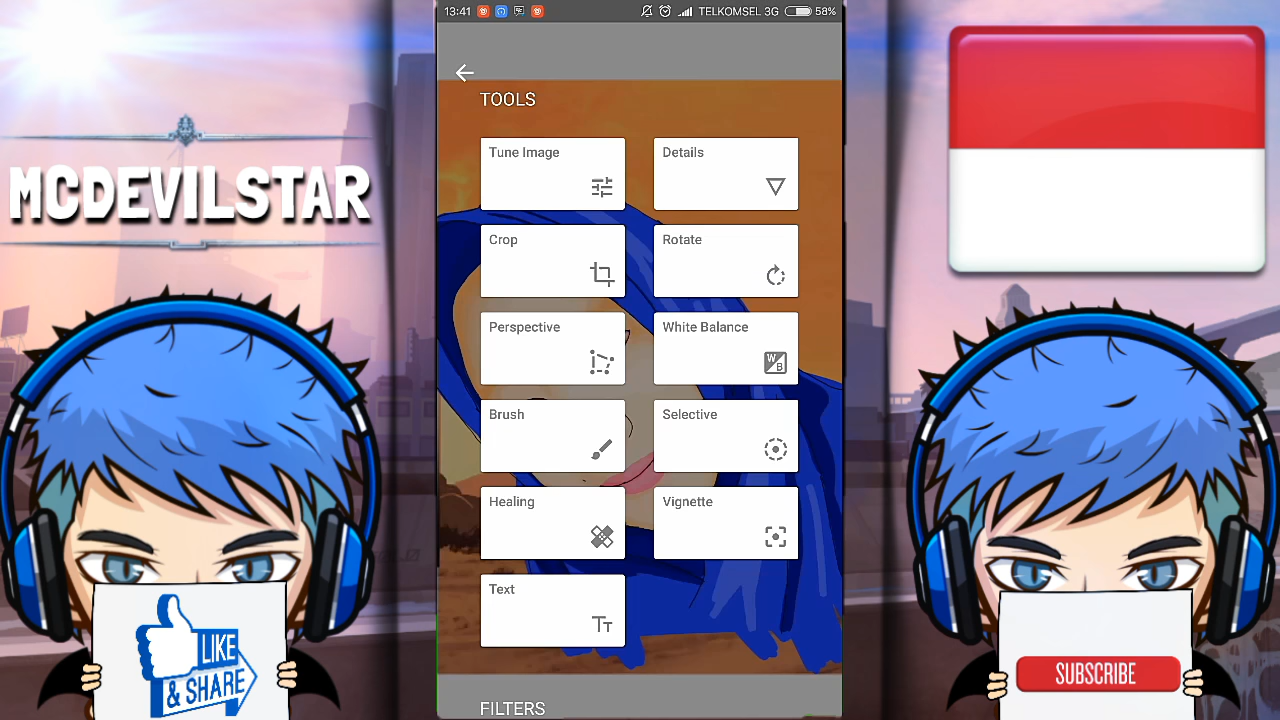 13:41
TELKOMSEL 3G
58%
TOOLS
Tune Image
Details
Crop
Rotate
Perspective
White Balance
W
B
Brush
Selective
Healing
Vignette
Text
FILTERS
MCDEVILSTAR
LIKE
& SHARE
SUBSCRIBE